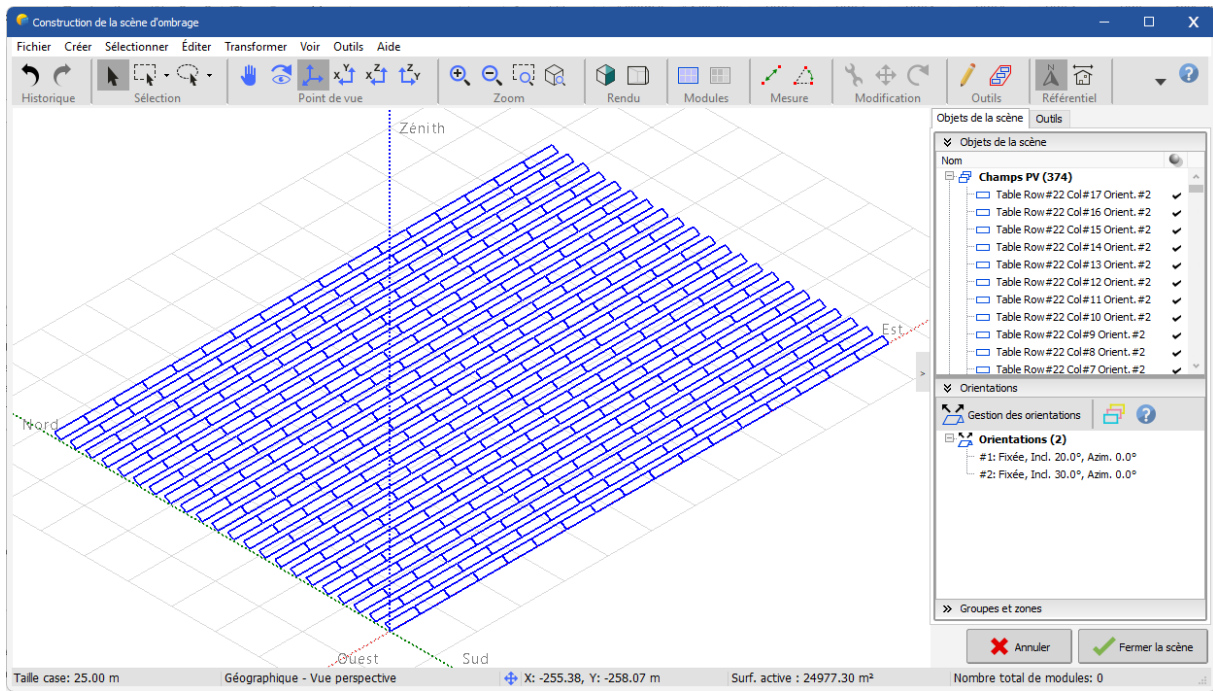 Construction de la scène d'ombrage
Fichier Créer Sélectionner Éditer Transformer Voir Outils Aide
Historique Sélection Point de vue Zoom Rendu Modules Mesure Modification Outils Référentiel
Objets de la scène Outils
Objets de la scène
Nom
Champs PV (374)
Table Row#22 Col#17 Orient. #2
Table Row#22 Col#16 Orient. #2
Table Row#22 Col#15 Orient. #2
Table Row#22 Col#14 Orient. #2
Table Row#22 Col#13 Orient. #2
Table Row#22 Col#12 Orient. #2
Table Row#22 Col#11 Orient. #2
Table Row#22 Col#10 Orient. #2
Table Row#22 Col#9 Orient. #2
Table Row#22 Col#8 Orient. #2
Table Row#22 Col#7 Orient. #2
Orientations
Gestion des orientations
Orientations (2)
#1: Fixée, Incl. 20.0°, Azim. 0.0°
#2: Fixée, Incl. 30.0°, Azim. 0.0°
Groupes et zones
Annuler Fermer la scène
Zénith
Est
Nord
Ouest
Sud
Taille case: 25.00 m Géographique - Vue perspective X: -255.38, Y: -258.07 m Surf. active : 24977.30 m² Nombre total de modules: 0